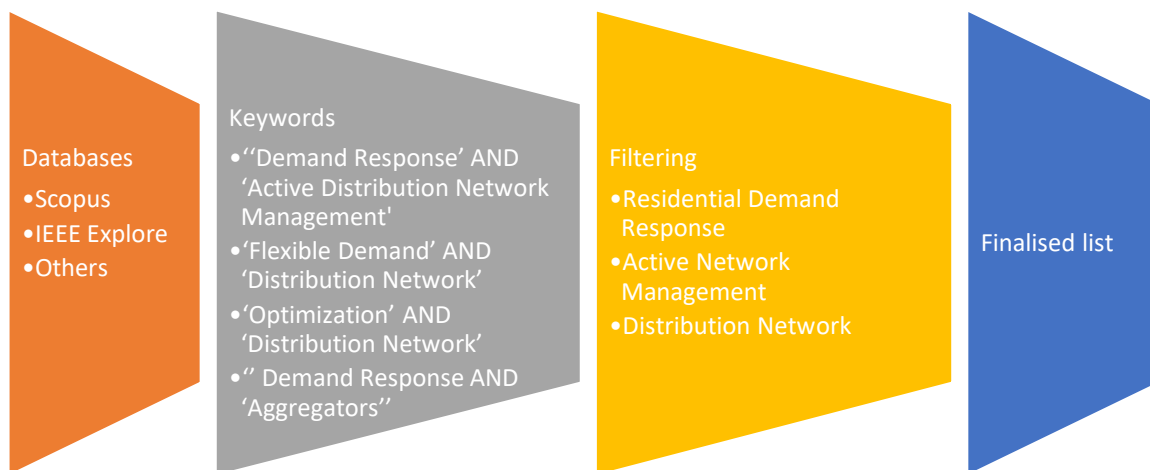 Databases
•Scopus
•IEEE Explore
•Others
Keywords
•‘‘Demand Response’ AND
‘Active Distribution Network
Management'
•‘Flexible Demand’ AND
‘Distribution Network’
•‘Optimization’ AND
‘Distribution Network’
•‘’ Demand Response AND
‘Aggregators’’
Filtering
•Residential Demand
Response
•Active Network
Management
•Distribution Network
Finalised list